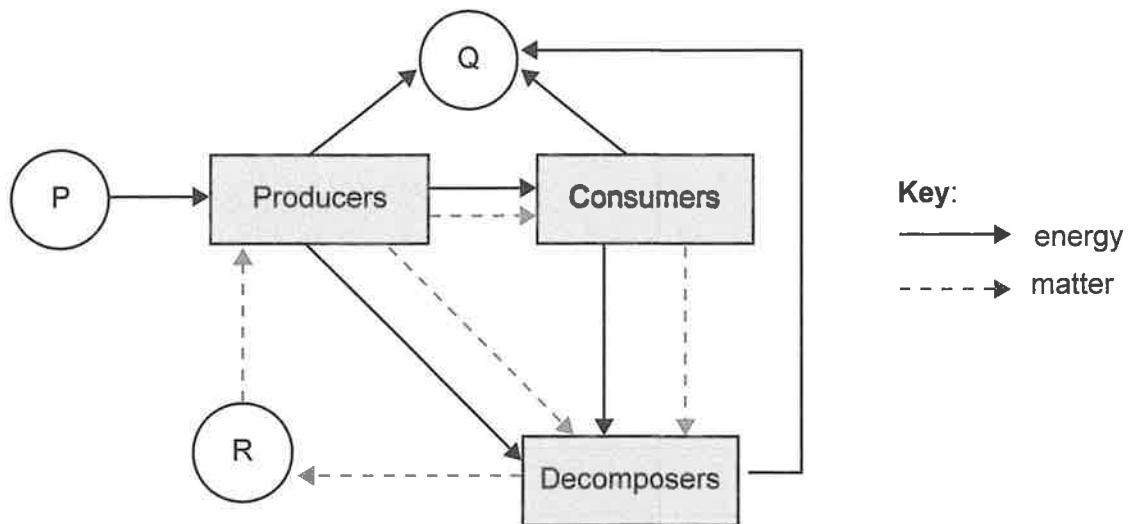 Q
P
Producers
Consumers
Key:
energy
matter
R
Decomposers